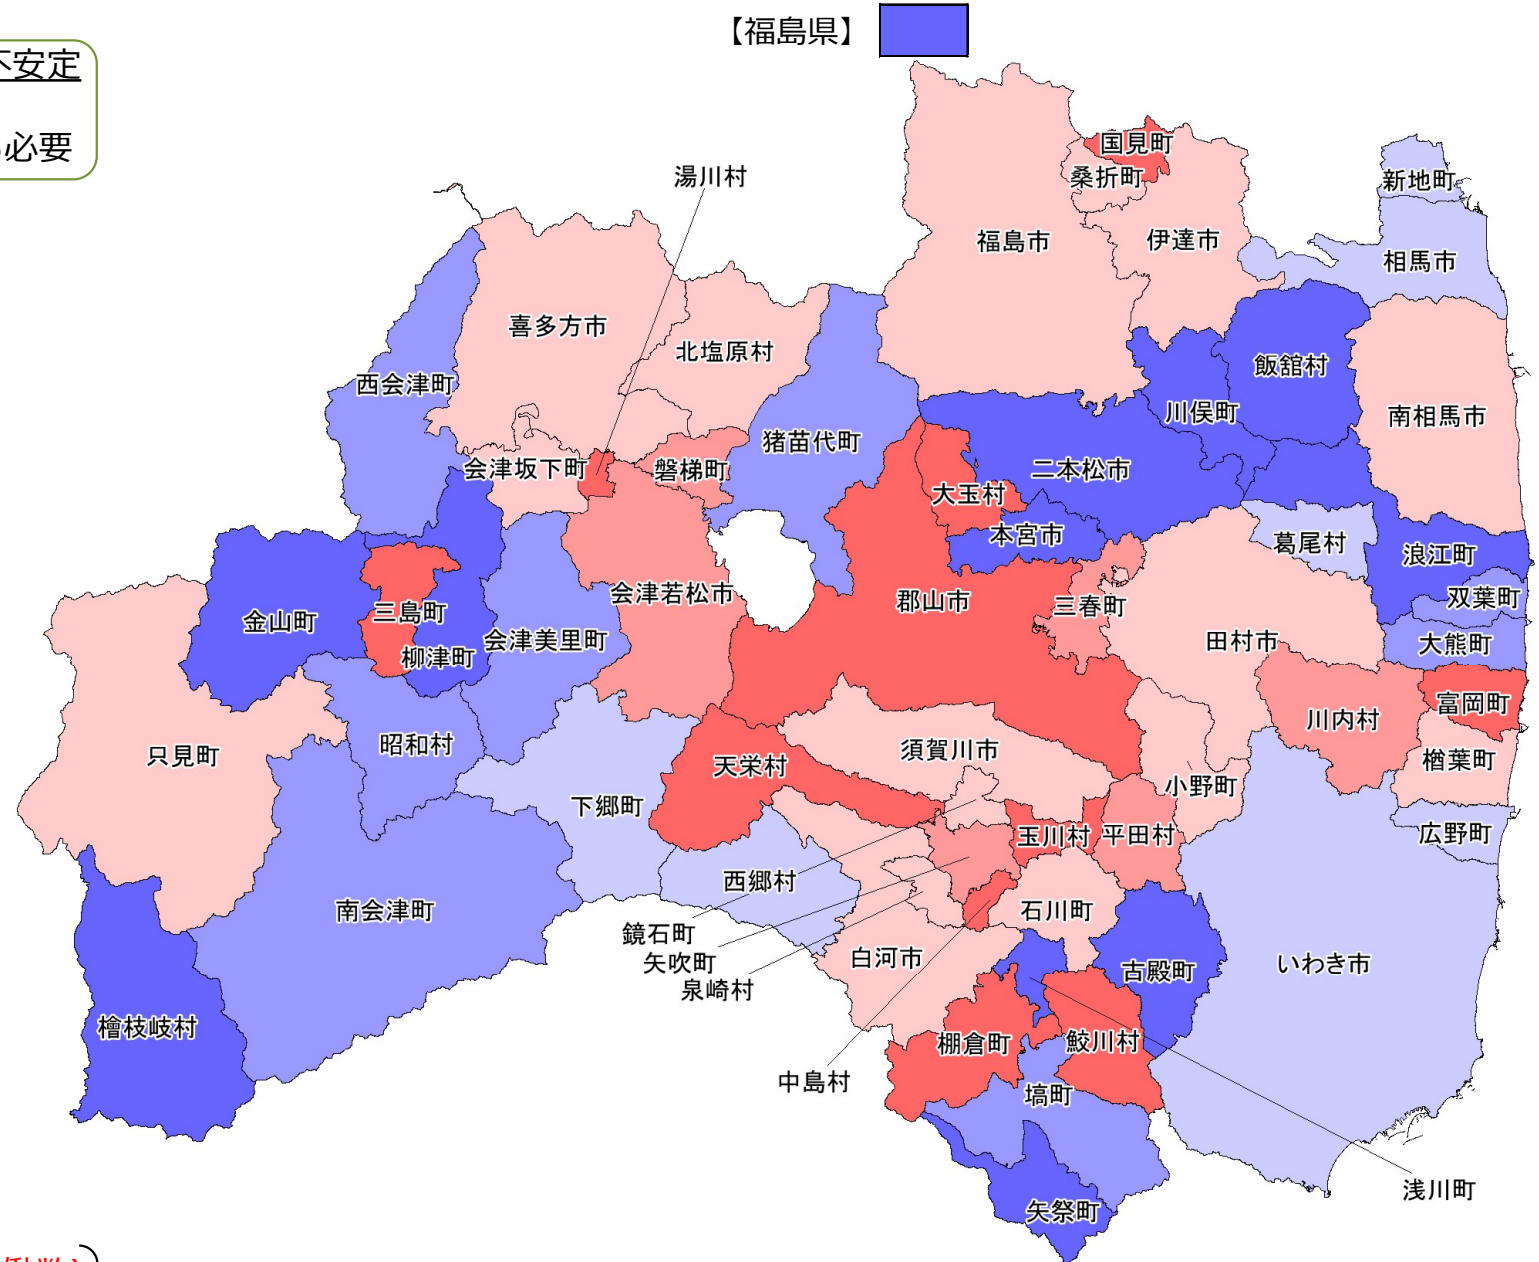 【福島県】
不安定
必要
国見町
桑折町
新地町
湯川村
福島市
伊達市
相馬市
喜多方市
北塩原村
飯舘村
西会津町
川俣町
南相馬市
猪苗代町
会津坂下町
磐梯町
二本松市
大玉村
本宮市
葛尾村
浪江町
会津若松市
郡山市
三春町
双葉町
金山町
三島町
会津美里町
田村市
大熊町
柳津町
富岡町
川内村
只見町
昭和村
須賀川市
楢葉町
天栄村
小野町
下郷町
玉川村
平田村
広野町
西郷村
南会津町
石川町
鏡石町
矢吹町
白河市
古殿町
いわき市
泉崎村
檜枝岐村
棚倉町
鮫川村
中島村
塙町
浅川町
矢祭町